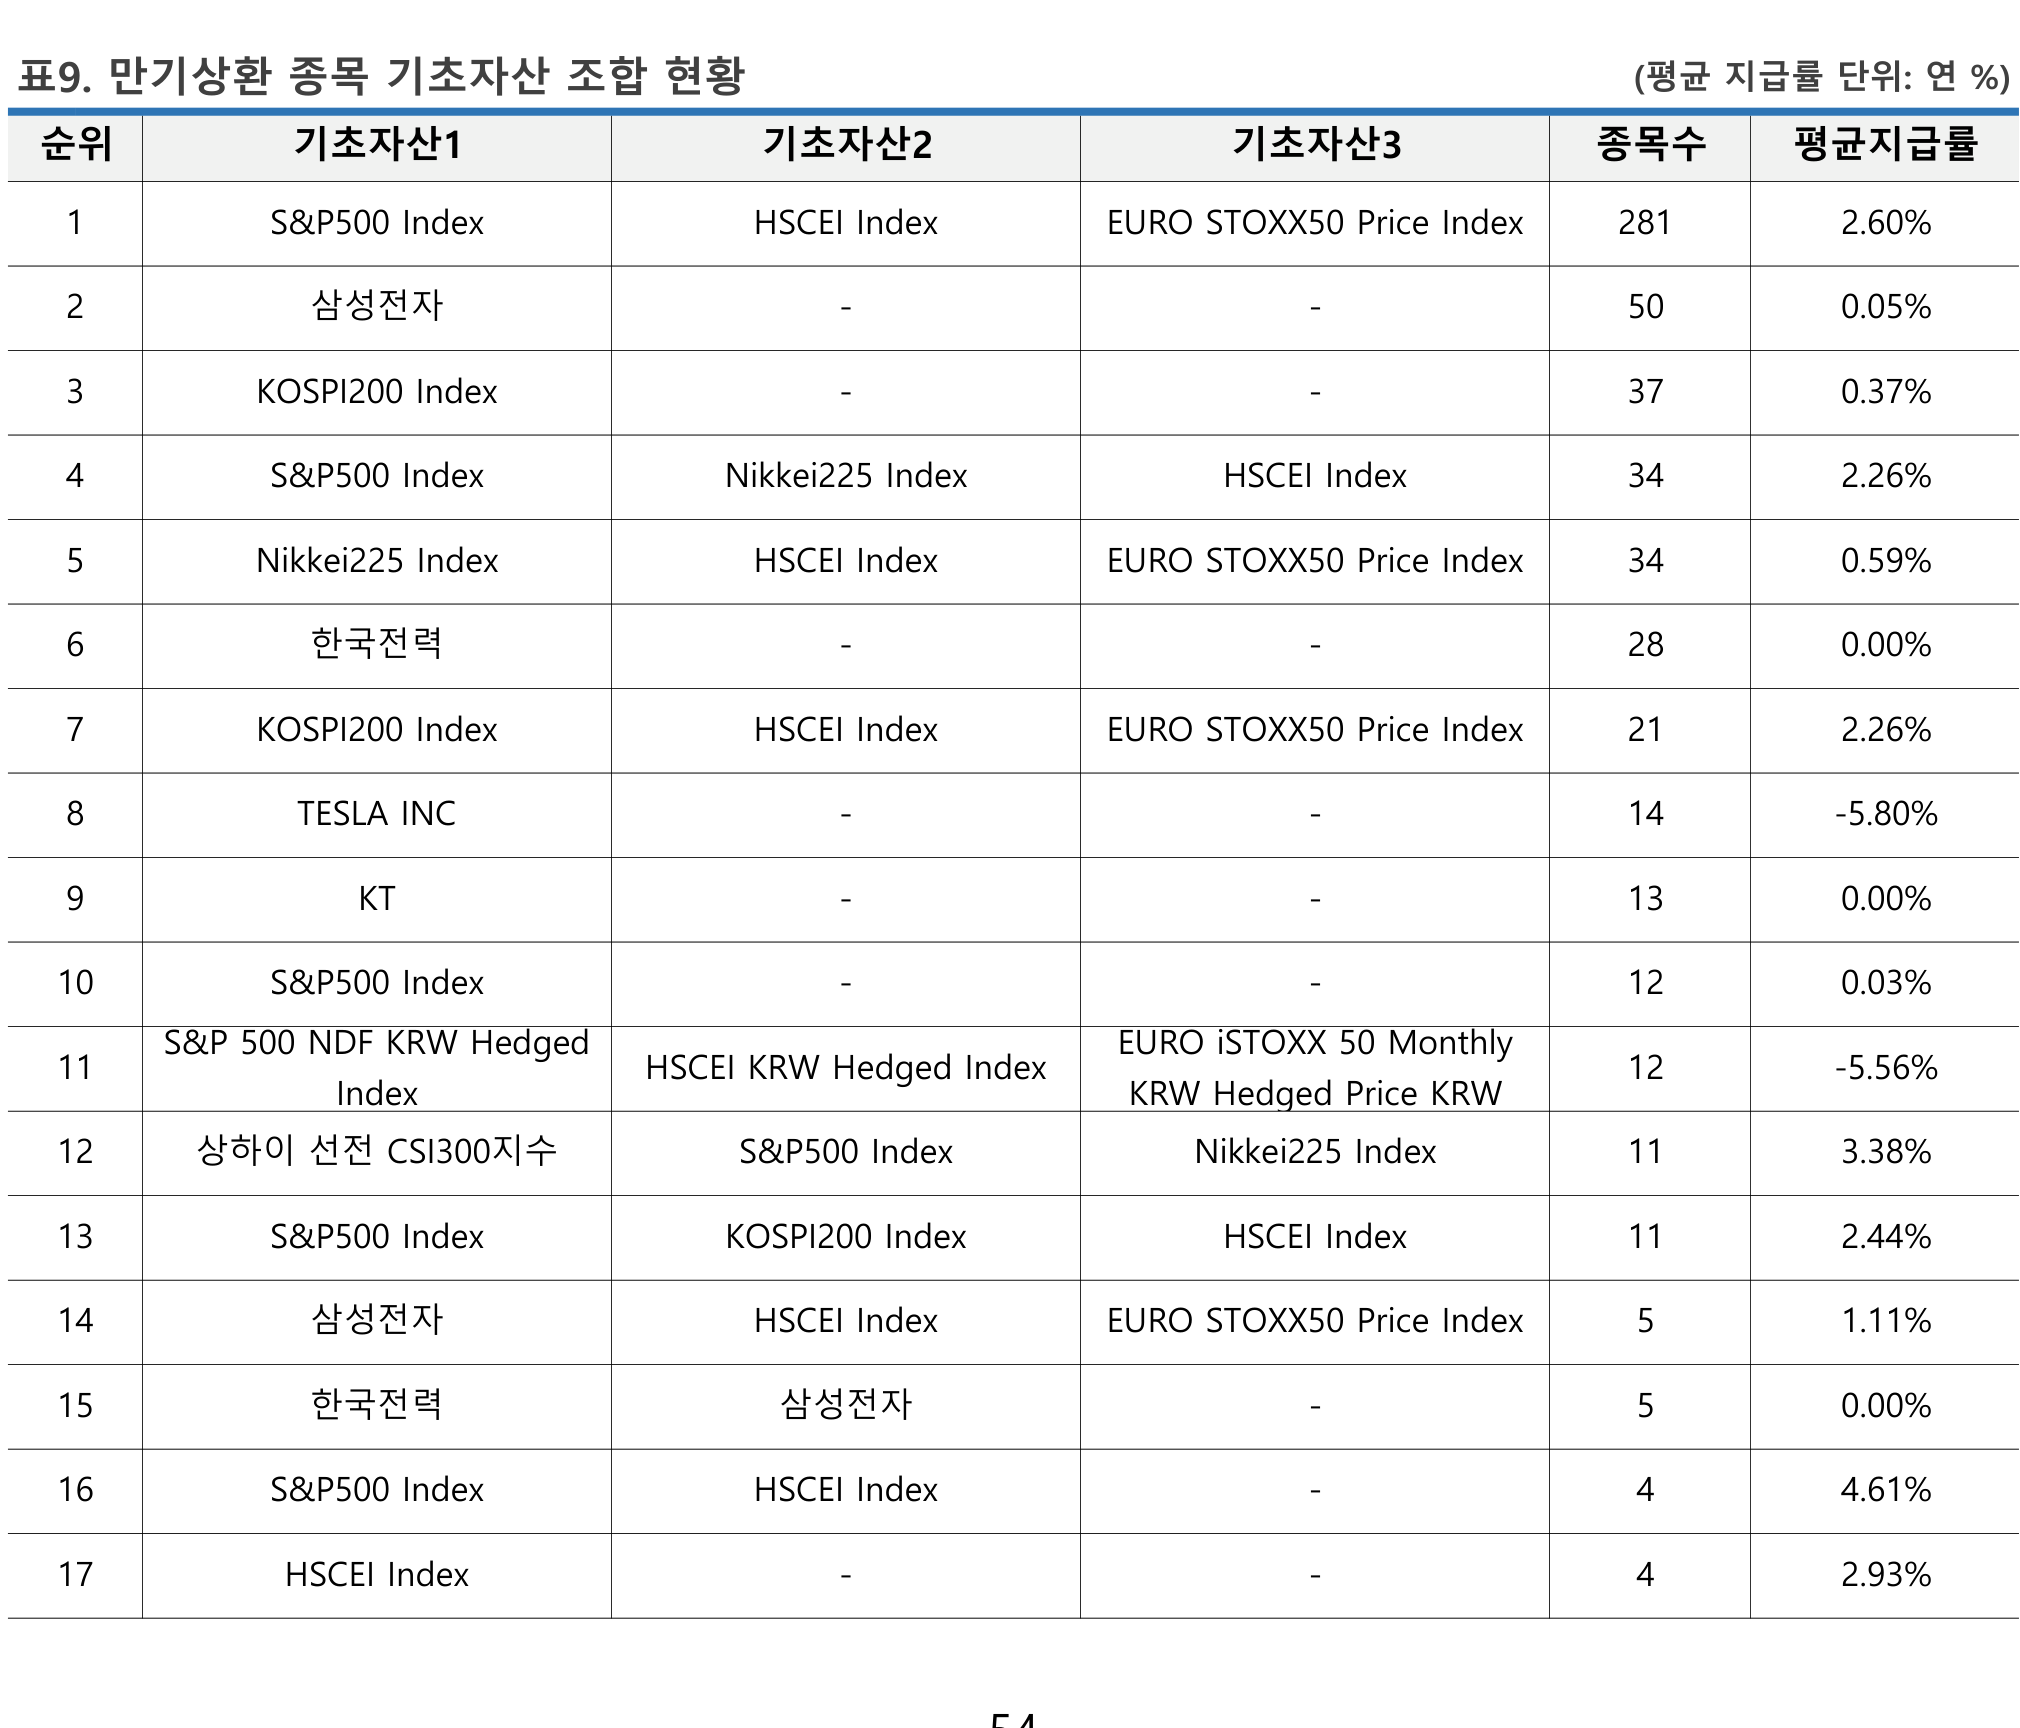 표9. 만기상환 종목 기초자산 조합 현황 (평균 지급률 단위: 연 %)
순위 기초자산1 기초자산2 기초자산3 종목수 평균지급률
1 S&P500 Index HSCEI Index EURO STOXX50 Price Index 281 2.60%
2 삼성전자 - - 50 0.05%
3 KOSPI200 Index - - 37 0.37%
4 S&P500 Index Nikkei225 Index HSCEI Index 34 2.26%
5 Nikkei225 Index HSCEI Index EURO STOXX50 Price Index 34 0.59%
6 한국전력 - - 28 0.00%
7 KOSPI200 Index HSCEI Index EURO STOXX50 Price Index 21 2.26%
8 TESLA INC - - 14 -5.80%
9 KT - - 13 0.00%
10 S&P500 Index - - 12 0.03%
11 S&P 500 NDF KRW Hedged
Index HSCEI KRW Hedged Index EURO iSTOXX 50 Monthly
KRW Hedged Price KRW 12 -5.56%
12 상하이 선전 CSI300지수 S&P500 Index Nikkei225 Index 11 3.38%
13 S&P500 Index KOSPI200 Index HSCEI Index 11 2.44%
14 삼성전자 HSCEI Index EURO STOXX50 Price Index 5 1.11%
15 한국전력 삼성전자 - 5 0.00%
16 S&P500 Index HSCEI Index - 4 4.61%
17 HSCEI Index - - 4 2.93%
54